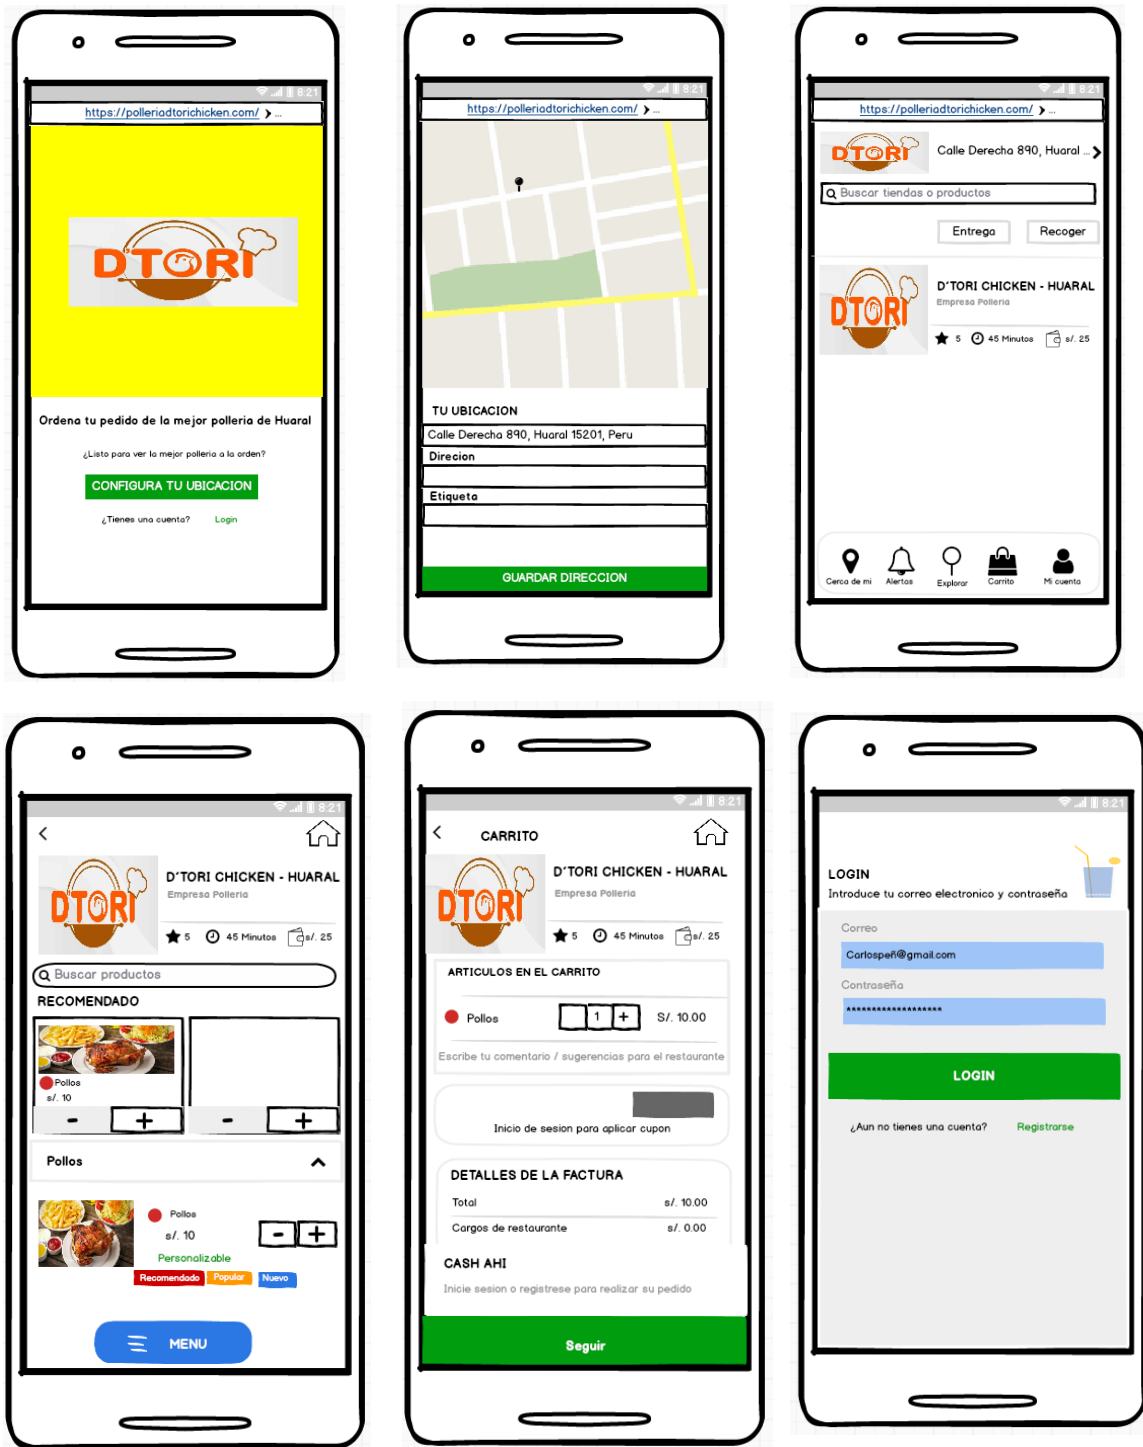 8:21
https://polleriadtorichicken.com/ ❯ ...
D'TORI
Ordena tu pedido de la mejor polleria de Huaral
¿Listo para ver la mejor polleria a la orden?
CONFIGURA TU UBICACION
¿Tienes una cuenta? Login
8:21
https://polleriadtorichicken.com/ ❯ ...
TU UBICACION
Calle Derecha 890, Huaral 15201, Peru
Direcion
Etiqueta
GUARDAR DIRECCION
8:21
https://polleriadtorichicken.com/ ❯ ...
D'TORI
Calle Derecha 890, Huaral ... ❯
Buscar tiendas o productos
Entrega Recoger
D'TORI
D´TORI CHICKEN - HUARAL
Empresa Polleria
5 45 Minutos s/. 25
Cerca de mi Alertas Explorar Carrito Mi cuenta
8:21
D'TORI
D´TORI CHICKEN - HUARAL
Empresa Polleria
5 45 Minutos s/. 25
Buscar productos
RECOMENDADO
Pollos
s/. 10
- + - +
Pollos
Pollos
s/. 10
- +
Personalizable
Recomendado Popular Nuevo
MENU
8:21
CARRITO
D'TORI
D´TORI CHICKEN - HUARAL
Empresa Polleria
5 45 Minutos s/. 25
ARTICULOS EN EL CARRITO
Pollos 1 + S/. 10.00
Escribe tu comentario / sugerencias para el restaurante
Inicio de sesion para aplicar cupon
DETALLES DE LA FACTURA
Total s/. 10.00
Cargos de restaurante s/. 0.00
CASH AHI
Inicie sesion o registrese para realizar su pedido
Seguir
8:21
LOGIN
Introduce tu correo electronico y contraseña
Correo
Carlospeñ@gmail.com
Contraseña
*******************
LOGIN
¿Aun no tienes una cuenta? Registrarse